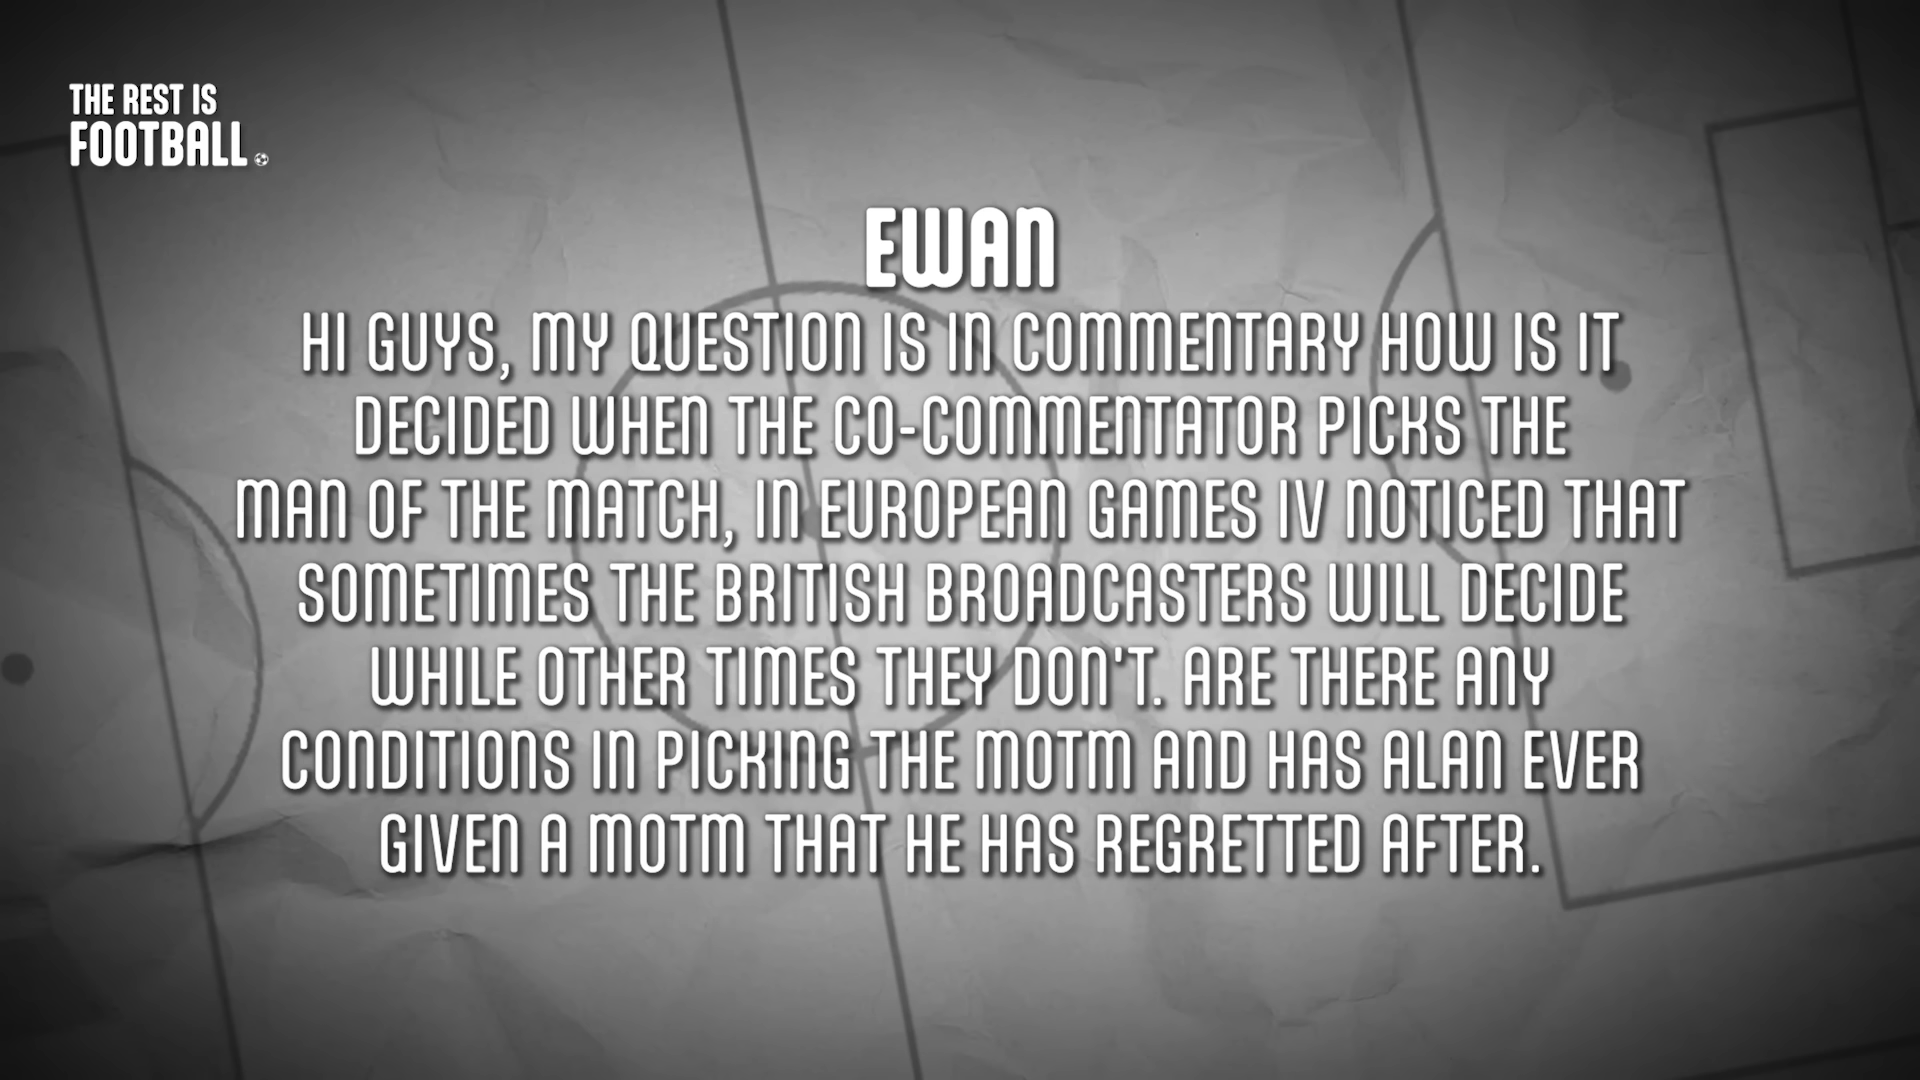 THE REST IS
FOOTBALL
EWAN
HI GUYS, MY QUESTION IS IN COMMENTARY HOW IS IT
DECIDED WHEN THE CO-COMMENTATOR PICKS THE
MAN OF THE MATCH, IN EUROPEAN GAMES IV NOTICED THAT
SOMETIMES THE BRITISH BROADCASTERS WILL DECIDE
WHILE OTHER TIMES THEY DON'T. ARE THERE ANY
CONDITIONS IN PICKING THE MOTM AND HAS ALAN EVER
GIVEN A MOTM THAT HE HAS REGRETTED AFTER.